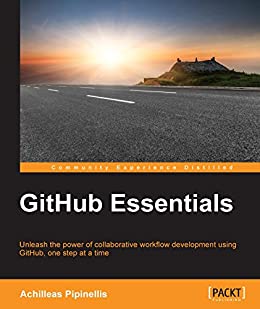 Community Experience Distilled
GitHub Essentials
Unleash the power of collaborative workflow development using
GitHub, one step at a time
Achilleas Pipinellis
PACKT
PUBLISHING